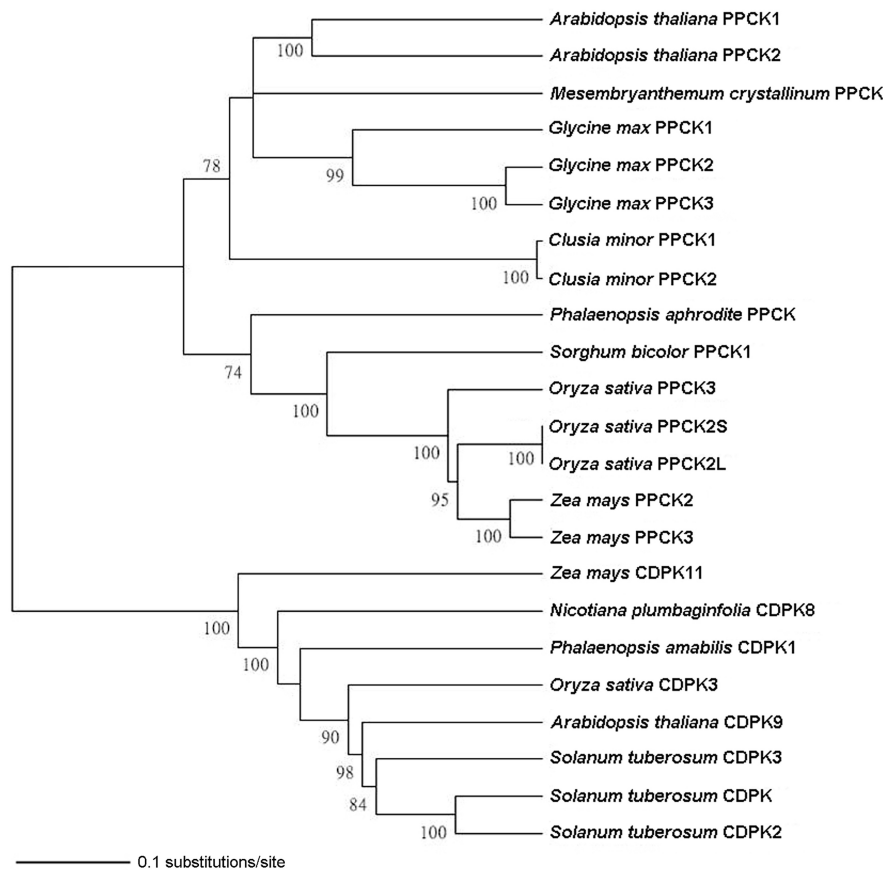 Arabidopsis thaliana PPCK1
100
Arabidopsis thaliana PPCK2
Mesembryanthemum crystallinum PPCK
Glycine max PPCK1
78
Glycine max PPCK2
99
Glycine max PPCK3
100
Clusia minor PPCK1
100
Clusia minor PPCK2
Phalaenopsis aphrodite PPCK
Sorghum bicolor PPCK1
74
Oryza sativa PPCK3
100
Oryza sativa PPCK2S
100
100
Oryza sativa PPCK2L
95
Zea mays PPCK2
100
Zea mays PPCK3
Zea mays CDPK11
Nicotiana plumbaginfolia CDPK8
100
Phalaenopsis amabilis CDPK1
100
Oryza sativa CDPK3
Arabidopsis thaliana CDPK9
90
Solanum tuberosum CDPK3
98
Solanum tuberosum CDPK
84
Solanum tuberosum CDPK2
100
0.1 substitutions/site